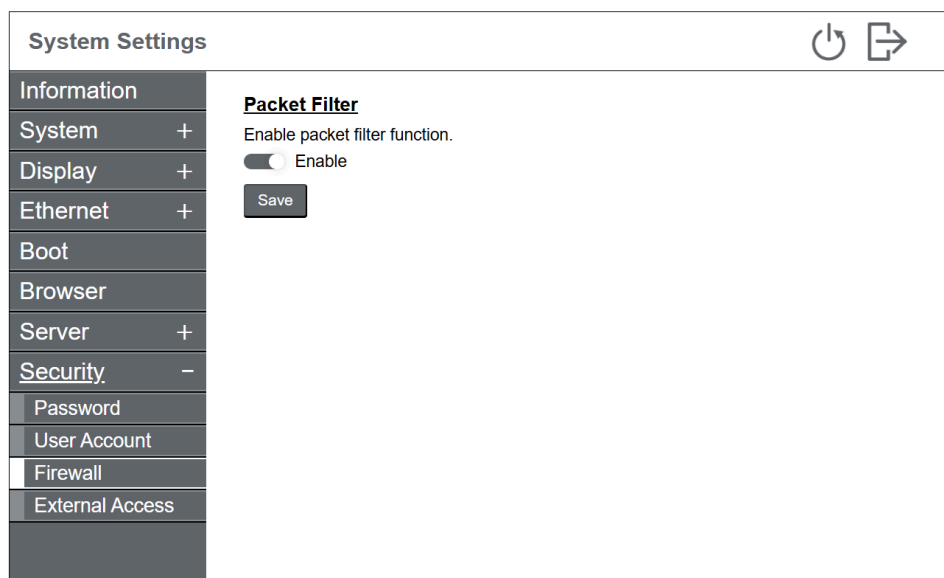 System Settings
Information
System +
Display +
Ethernet +
Boot
Browser
Server +
Security -
Password
User Account
Firewall
External Access
Packet Filter
Enable packet filter function.
Enable
Save